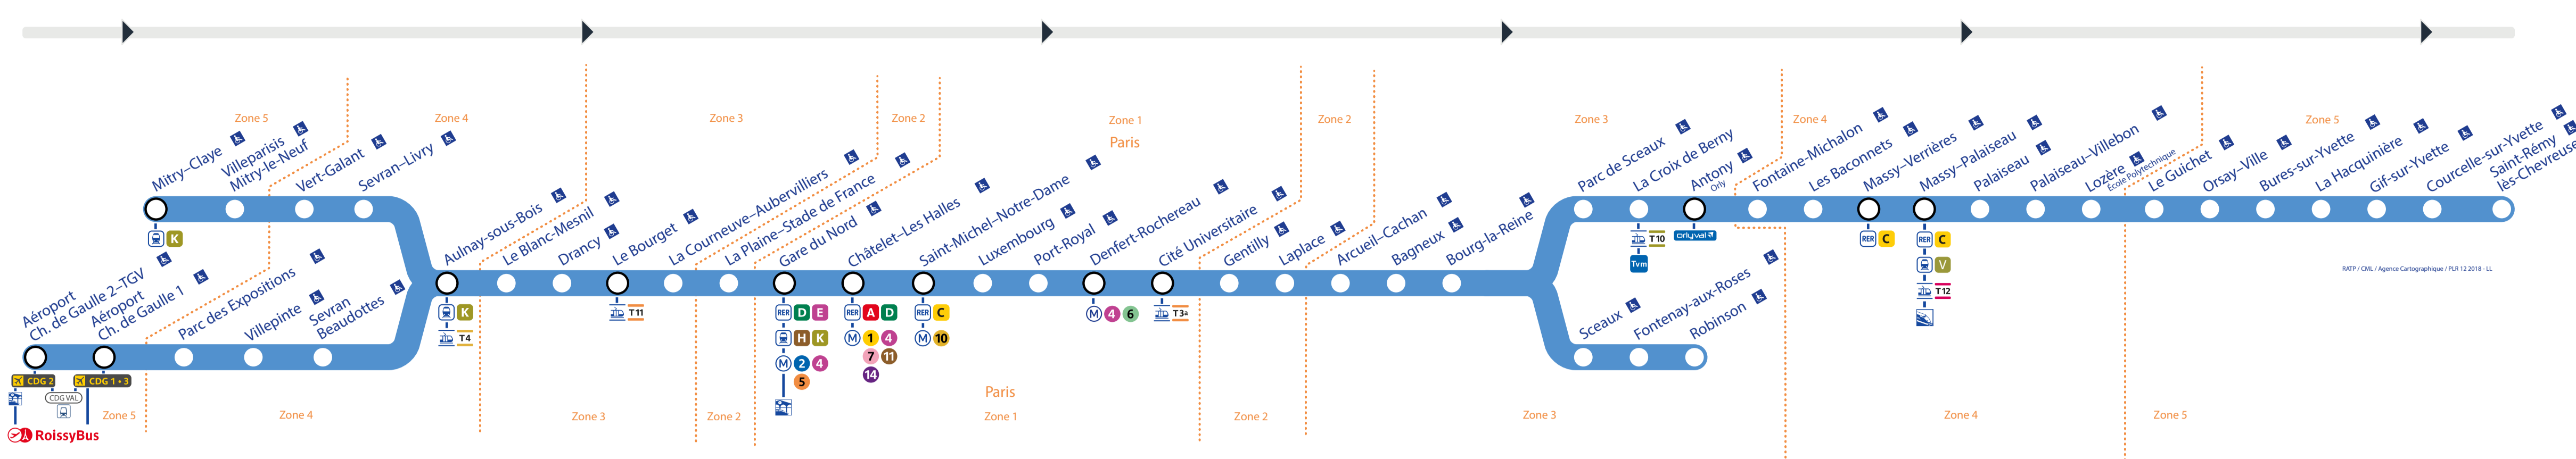 Zone 5
Zone 4
Zone 3
Zone 2
Zone 1
Paris
Zone 2
Zone 3
Zone 4
Zone 5
Mitry–Claye
Villeparisis
Mitry-le-Neuf
Vert-Galant
Sevran–Livry
K
Aéroport
Ch. de Gaulle 2–TGV
Aéroport
Ch. de Gaulle 1
Parc des Expositions
Villepinte
Sevran
Beaudottes
CDG 2
CDG 1 • 3
CDG VAL
RoissyBus
Aulnay-sous-Bois
K
T4
Le Blanc-Mesnil
Drancy
Le Bourget
T11
La Courneuve–Aubervilliers
La Plaine–Stade de France
Gare du Nord
RER D E
H K
M 2 4
5
Châtelet–Les Halles
RER A D
M 1 4
7 11
14
Saint-Michel–Notre-Dame
RER C
M 10
Luxembourg
Port-Royal
Denfert-Rochereau
M 4 6
Cité Universitaire
T3a
Gentilly
Laplace
Arcueil–Cachan
Bagneux
Bourg-la-Reine
Parc de Sceaux
La Croix de Berny
T10
Tvm
Antony
Orly
orlyval
Fontaine-Michalon
Les Baconnets
Massy–Verrières
RER C
Massy–Palaiseau
RER C
V
T12
Palaiseau
Palaiseau–Villebon
Lozère
École Polytechnique
Le Guichet
Orsay–Ville
Bures-sur-Yvette
La Hacquinière
Gif-sur-Yvette
Courcelle-sur-Yvette
Saint-Rémy
lès-Chevreuse
Sceaux
Fontenay-aux-Roses
Robinson
RATP / CML / Agence Cartographique / PLR 12 2018 - LL
Zone 5
Zone 4
Zone 3
Zone 2
Paris
Zone 1
Zone 2
Zone 3
Zone 4
Zone 5